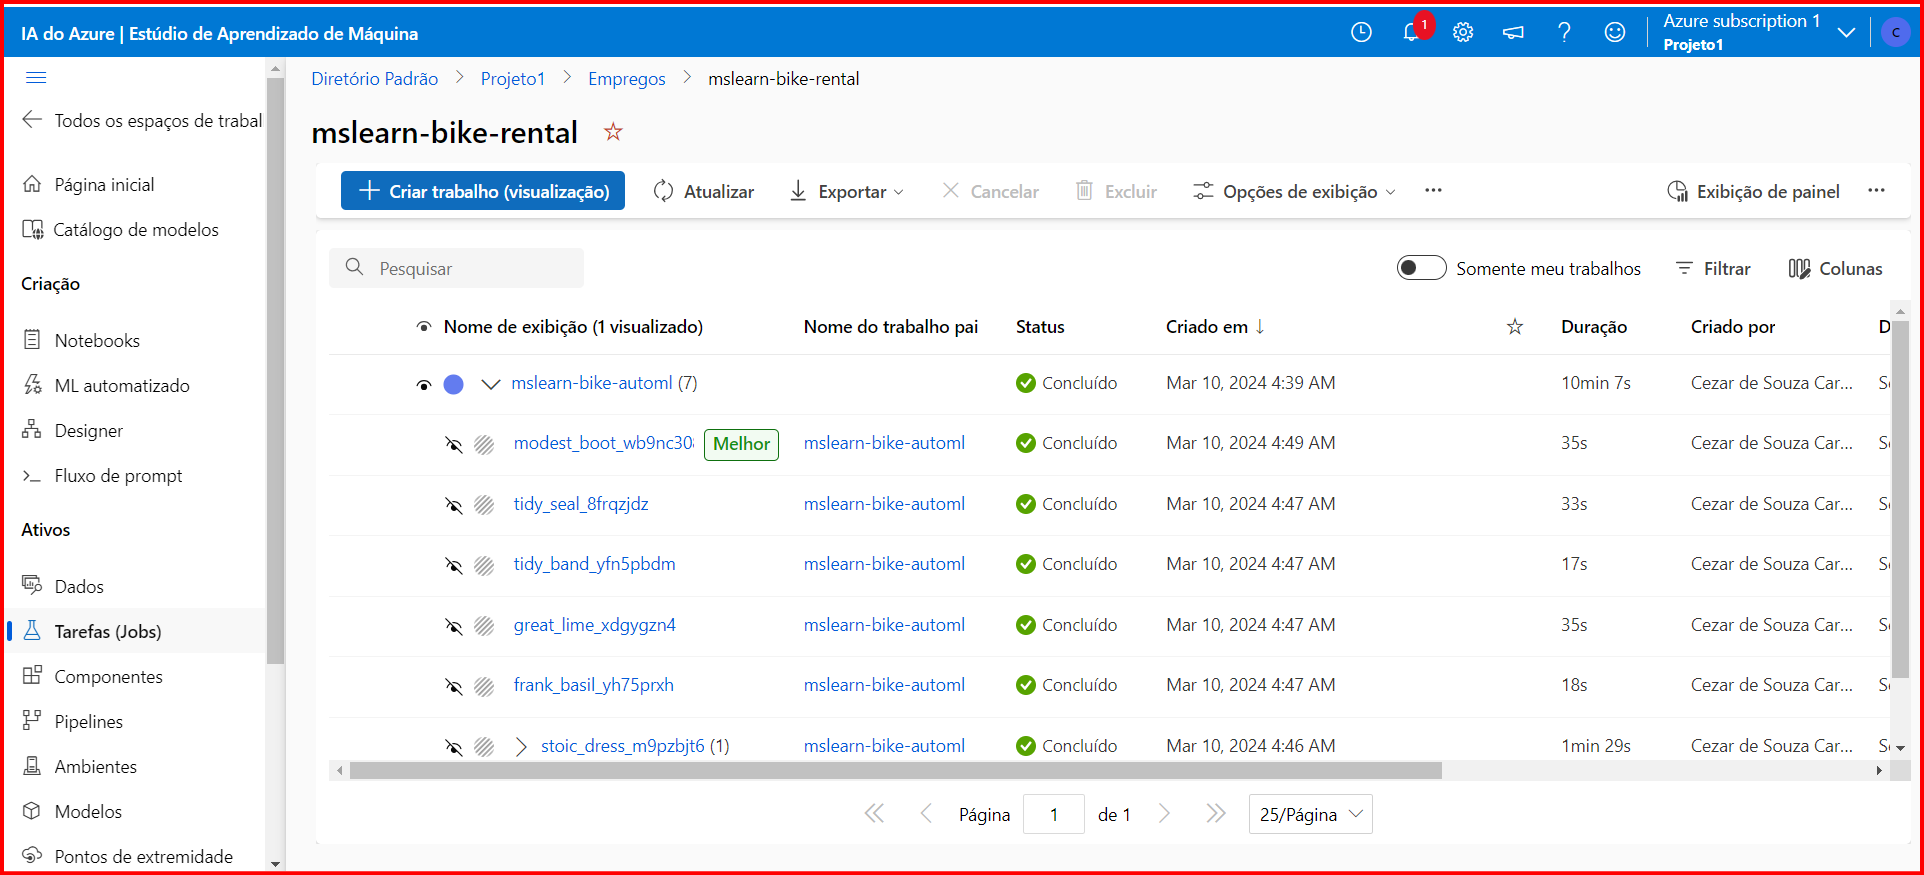 IA do Azure | Estúdio de Aprendizado de Máquina
1
Azure subscription 1
Projeto1
C
Todos os espaços de trabal
Página inicial
Catálogo de modelos
Criação
Notebooks
ML automatizado
Designer
Fluxo de prompt
Ativos
Dados
Tarefas (Jobs)
Componentes
Pipelines
Ambientes
Modelos
Pontos de extremidade
Diretório Padrão > Projeto1 > Empregos > mslearn-bike-rental
mslearn-bike-rental
Criar trabalho (visualização) Atualizar Exportar Cancelar Excluir Opções de exibição ... Exibição de painel ...
Pesquisar Somente meu trabalhos Filtrar Colunas
Nome de exibição (1 visualizado) Nome do trabalho pai Status Criado em ↓ Duração Criado por D
mslearn-bike-automl (7) Concluído Mar 10, 2024 4:39 AM 10min 7s Cezar de Souza Car... S
modest_boot_wb9nc308 Melhor mslearn-bike-automl Concluído Mar 10, 2024 4:49 AM 35s Cezar de Souza Car... S
tidy_seal_8frqzjdz mslearn-bike-automl Concluído Mar 10, 2024 4:47 AM 33s Cezar de Souza Car... S
tidy_band_yfn5pbdm mslearn-bike-automl Concluído Mar 10, 2024 4:47 AM 17s Cezar de Souza Car... S
great_lime_xdgygzn4 mslearn-bike-automl Concluído Mar 10, 2024 4:47 AM 35s Cezar de Souza Car... S
frank_basil_yh75prxh mslearn-bike-automl Concluído Mar 10, 2024 4:47 AM 18s Cezar de Souza Car... S
stoic_dress_m9pzbjt6 (1) mslearn-bike-automl Concluído Mar 10, 2024 4:46 AM 1min 29s Cezar de Souza Car... S
Página 1 de 1 25/Página